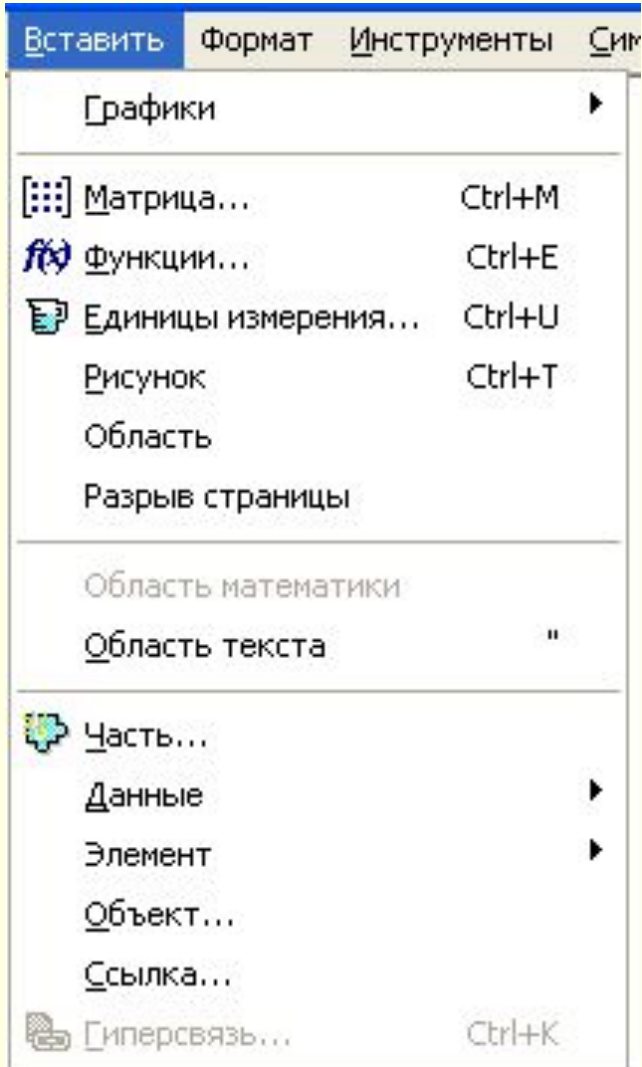 Вставить Формат Инструменты Сим
Графики
Матрица... Ctrl+M
f(x) Функции... Ctrl+E
Единицы измерения... Ctrl+U
Рисунок Ctrl+T
Область
Разрыв страницы
Область математики
Область текста "
Часть...
Данные
Элемент
Объект...
Ссылка...
Гиперсвязь... Ctrl+K